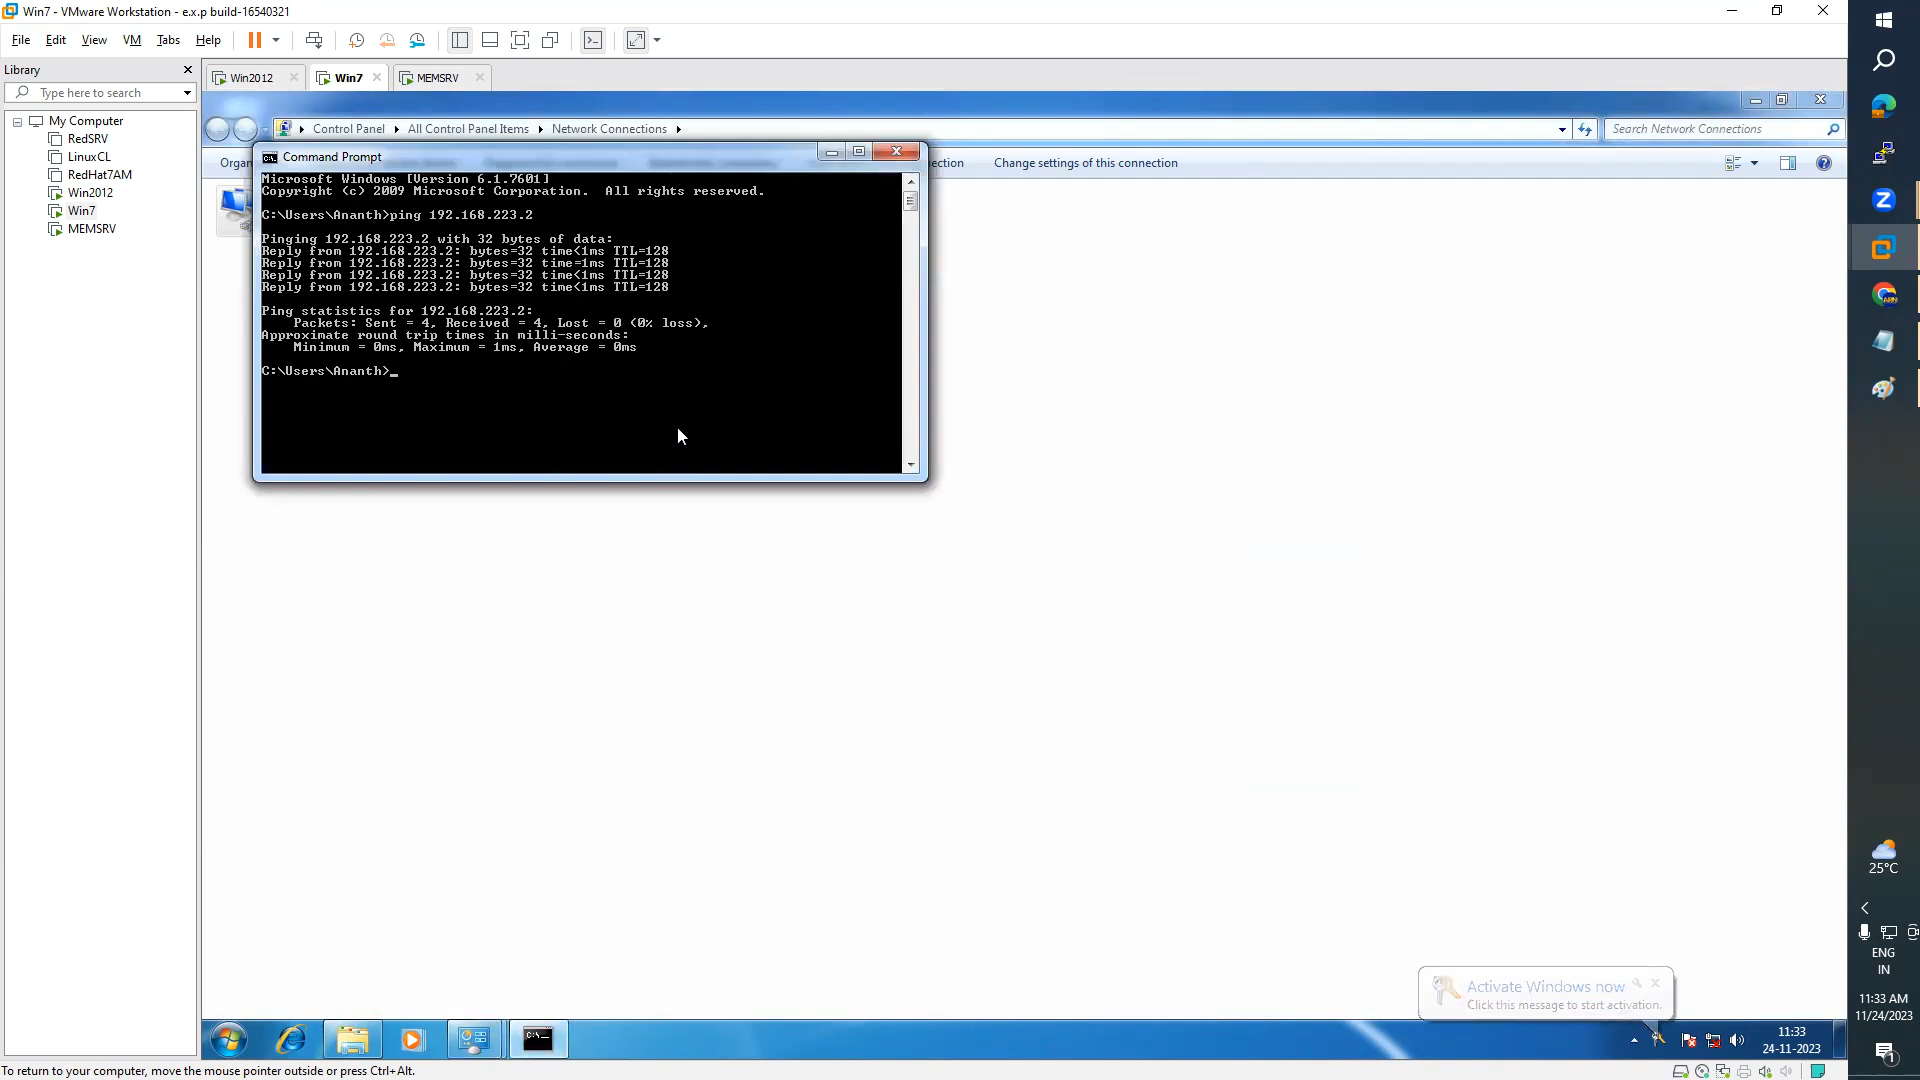 Win7 - VMware Workstation - e.x.p build-16540321
File Edit View VM Tabs Help
Library
Type here to search
My Computer
RedSRV
LinuxCL
RedHat7AM
Win2012
Win7
MEMSRV
Win2012 Win7 MEMSRV
Control Panel All Control Panel Items Network Connections
Search Network Connections
Organ
Change settings of this connection
Command Prompt
Microsoft Windows [Version 6.1.7601]
Copyright (c) 2009 Microsoft Corporation. All rights reserved.
C:\Users\Ananth>ping 192.168.223.2
Pinging 192.168.223.2 with 32 bytes of data:
Reply from 192.168.223.2: bytes=32 time<1ms TTL=128
Reply from 192.168.223.2: bytes=32 time=1ms TTL=128
Reply from 192.168.223.2: bytes=32 time<1ms TTL=128
Reply from 192.168.223.2: bytes=32 time<1ms TTL=128
Ping statistics for 192.168.223.2:
Packets: Sent = 4, Received = 4, Lost = 0 (0% loss),
Approximate round trip times in milli-seconds:
Minimum = 0ms, Maximum = 1ms, Average = 0ms
C:\Users\Ananth>_
Activate Windows now
Click this message to start activation.
11:33
24-11-2023
To return to your computer, move the mouse pointer outside or press Ctrl+Alt.
25°C
ENG
IN
11:33 AM
11/24/2023
1